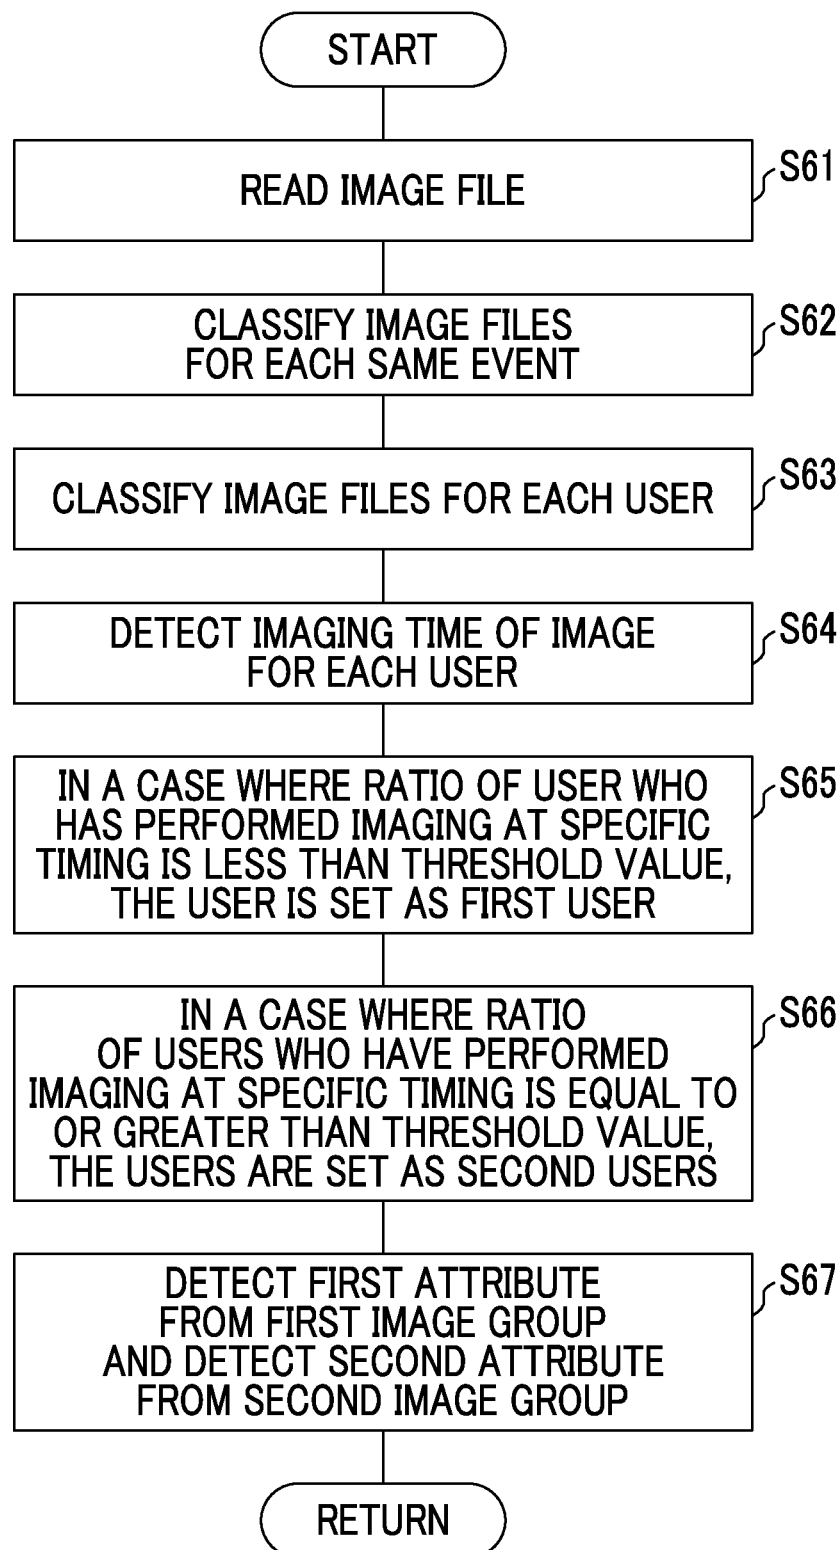 START
READ IMAGE FILE
S61
CLASSIFY IMAGE FILES
FOR EACH SAME EVENT
S62
CLASSIFY IMAGE FILES FOR EACH USER
S63
DETECT IMAGING TIME OF IMAGE
FOR EACH USER
S64
IN A CASE WHERE RATIO OF USER WHO
HAS PERFORMED IMAGING AT SPECIFIC
TIMING IS LESS THAN THRESHOLD VALUE,
THE USER IS SET AS FIRST USER
S65
IN A CASE WHERE RATIO
OF USERS WHO HAVE PERFORMED
IMAGING AT SPECIFIC TIMING IS EQUAL TO
OR GREATER THAN THRESHOLD VALUE,
THE USERS ARE SET AS SECOND USERS
S66
DETECT FIRST ATTRIBUTE
FROM FIRST IMAGE GROUP
AND DETECT SECOND ATTRIBUTE
FROM SECOND IMAGE GROUP
S67
RETURN